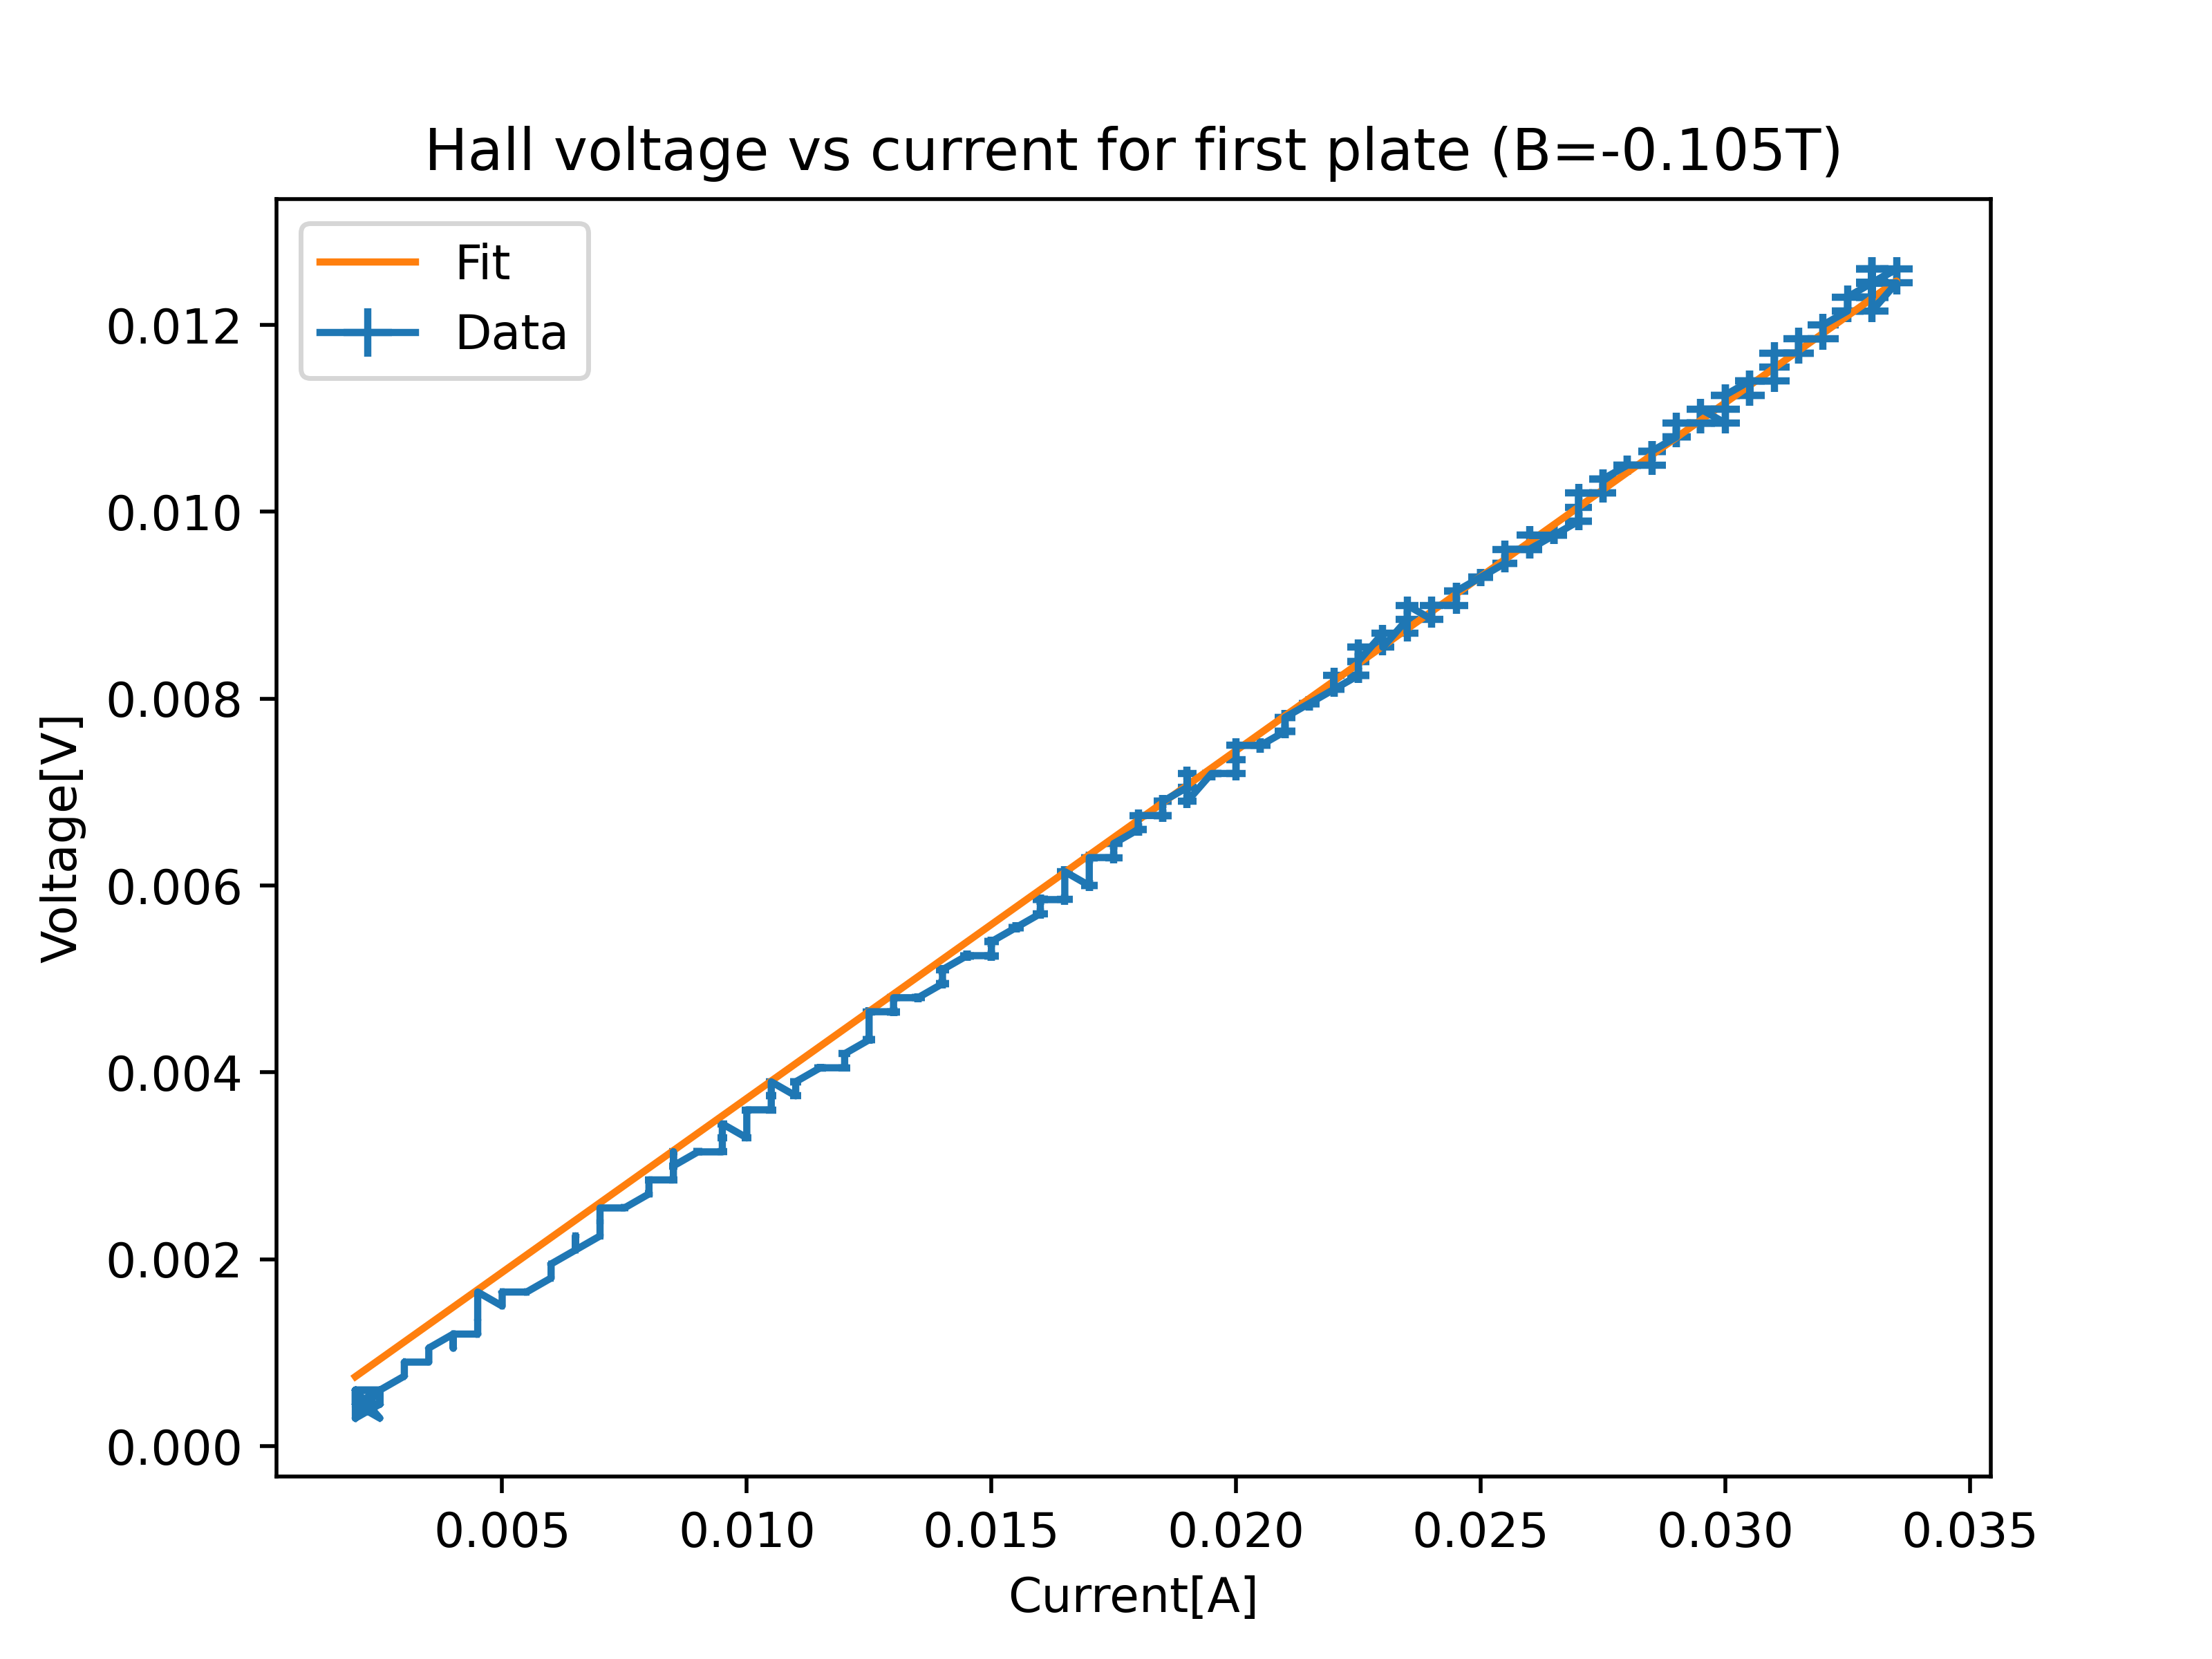 Hall voltage vs current for first plate (B=-0.105T)
Fit
Data
0.012
0.010
0.008
0.006
0.004
0.002
0.000
Voltage[V]
0.005 0.010 0.015 0.020 0.025 0.030 0.035
Current[A]